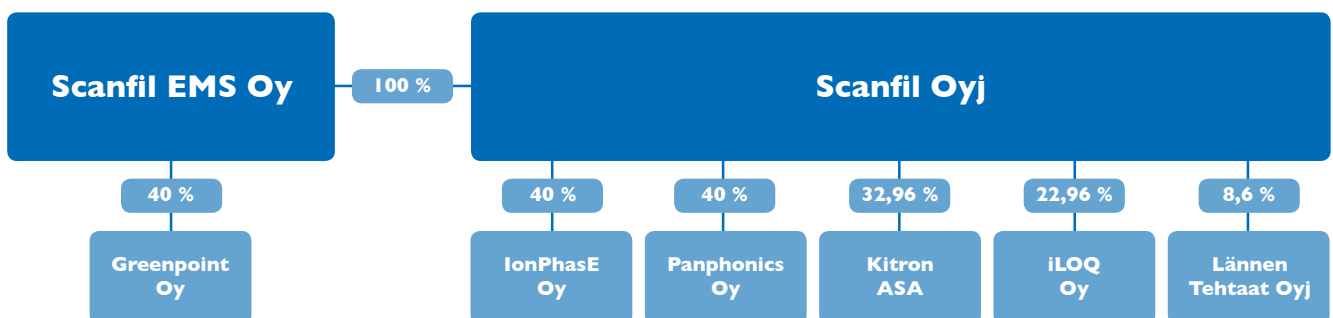 Scanfil EMS Oy
100 %
Scanfil Oyj
40 %
40 %
40 %
32,96 %
22,96 %
8,6 %
Greenpoint
Oy
IonPhasE
Oy
Panphonics
Oy
Kitron
ASA
iLOQ
Oy
Lännen
Tehtaat Oyj